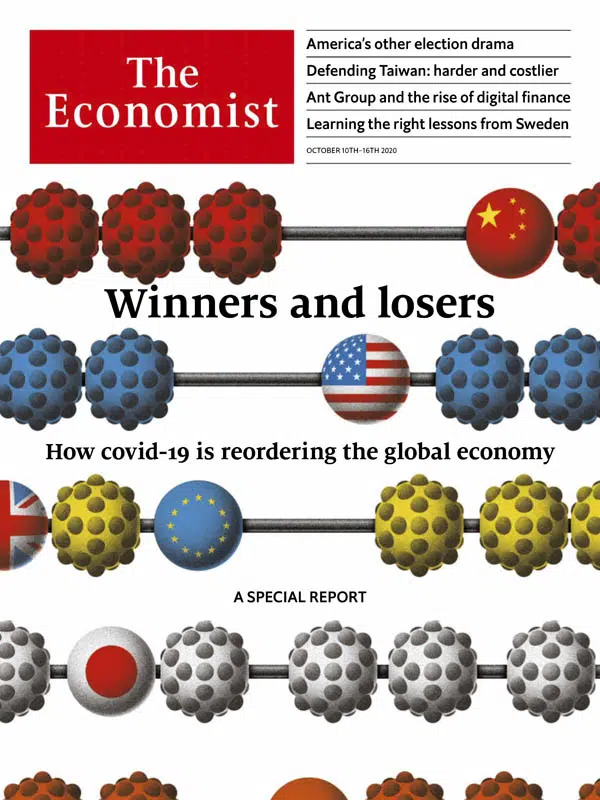 The
Economist
America's other election drama
Defending Taiwan: harder and costlier
Ant Group and the rise of digital finance
Learning the right lessons from Sweden
OCTOBER 10TH–16TH 2020
Winners and losers
How covid-19 is reordering the global economy
A SPECIAL REPORT